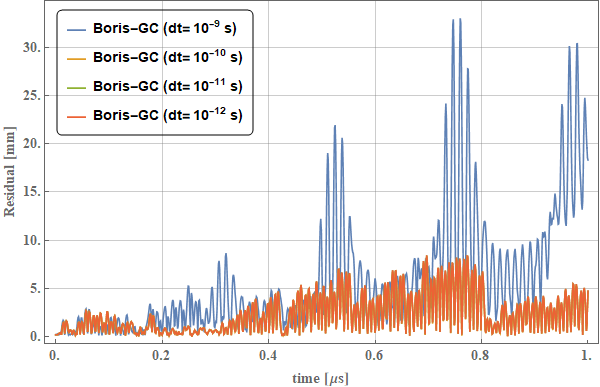 Boris–GC (dt= 10⁻⁹ s)
Boris–GC (dt= 10⁻¹⁰ s)
Boris–GC (dt= 10⁻¹¹ s)
Boris–GC (dt= 10⁻¹² s)
Residual [mm]
30.
25.
20.
15.
10.
5.
0.
0. 0.2 0.4 0.6 0.8 1.
time [μs]